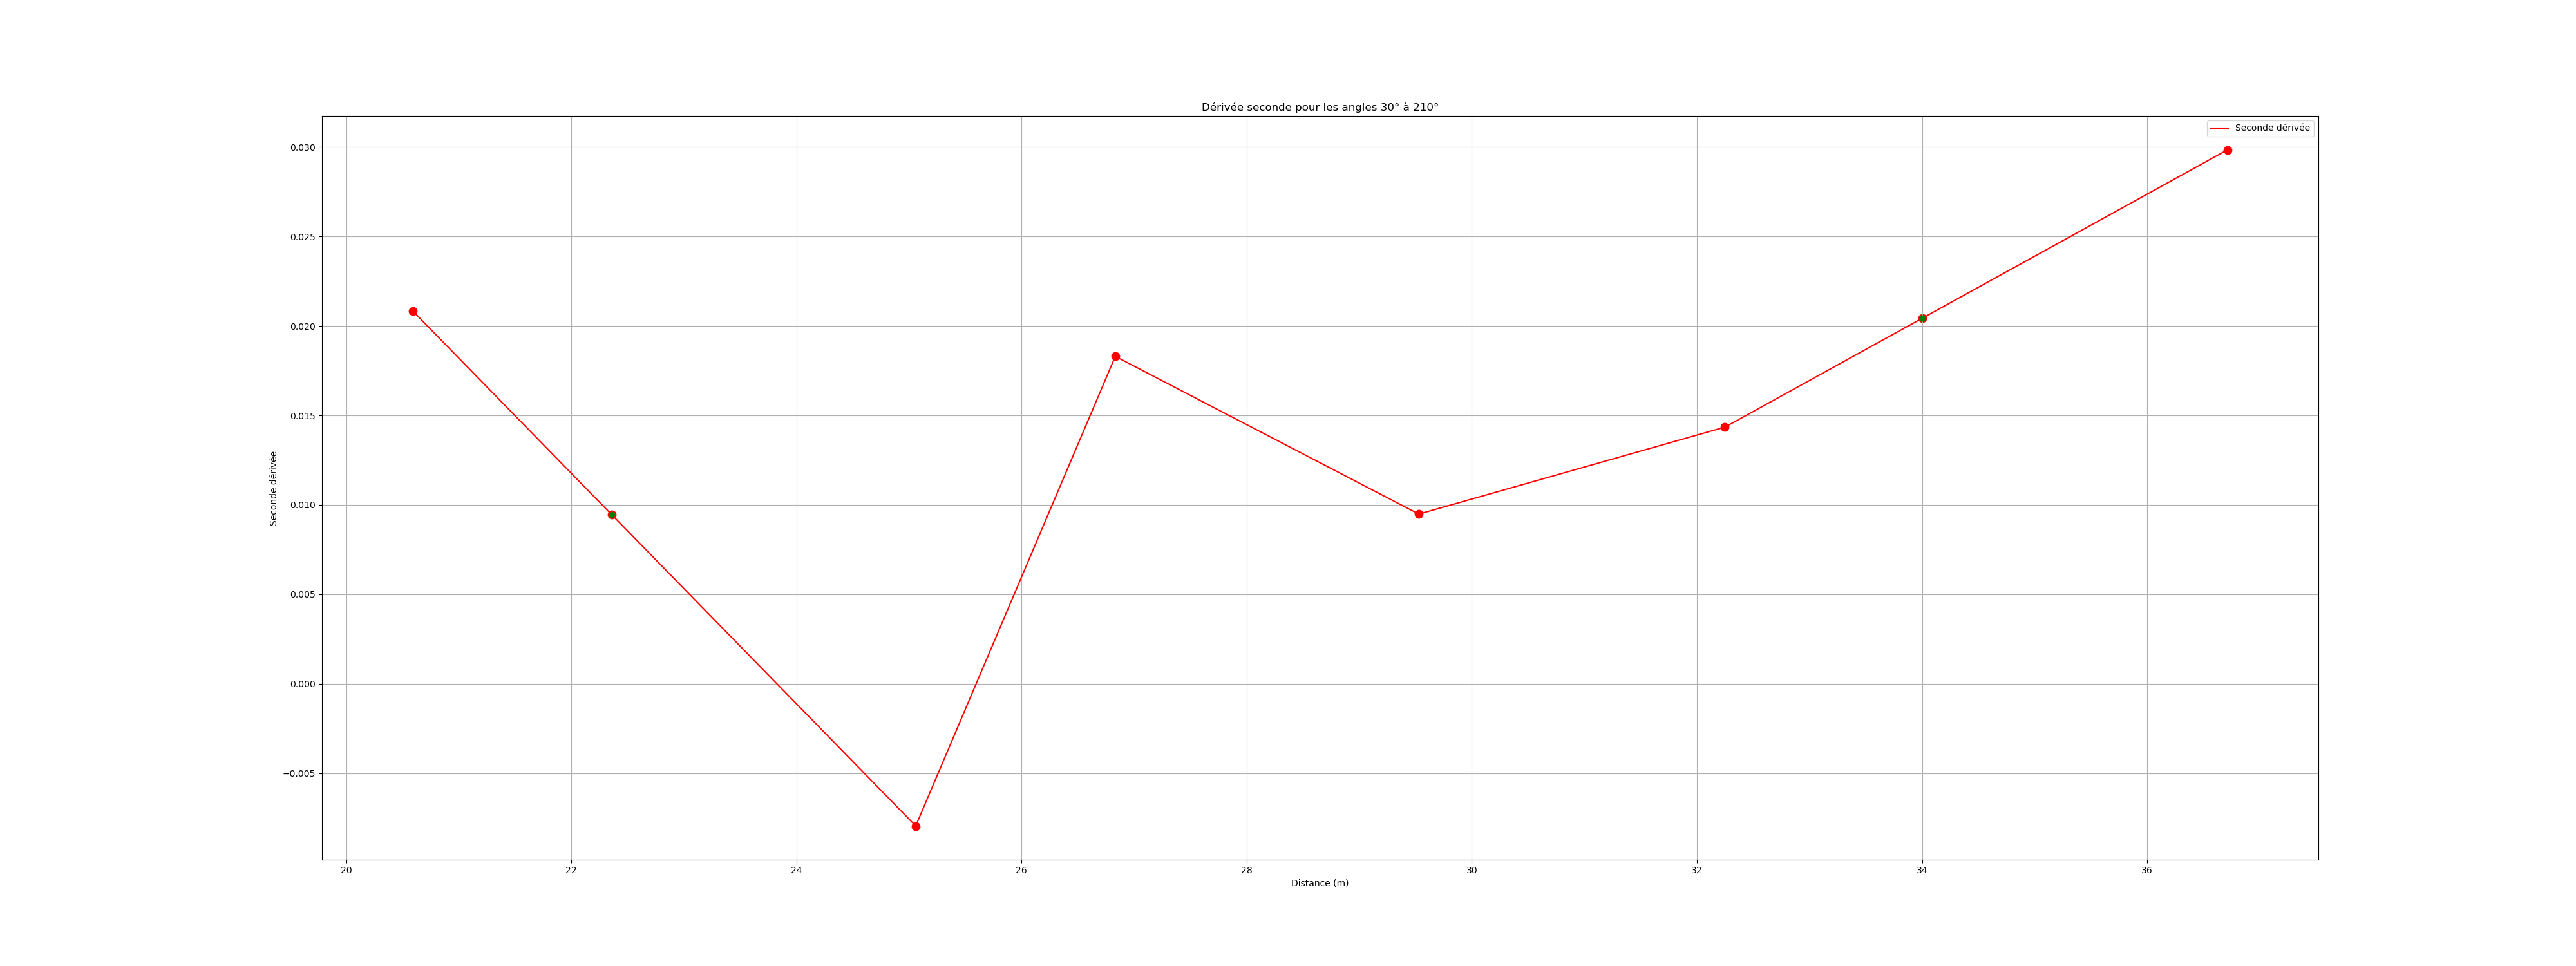 Dérivée seconde pour les angles 30° à 210°
Seconde dérivée
0.030
0.025
0.020
0.015
0.010
0.005
0.000
−0.005
Seconde dérivée
20 22 24 26 28 30 32 34 36
Distance (m)